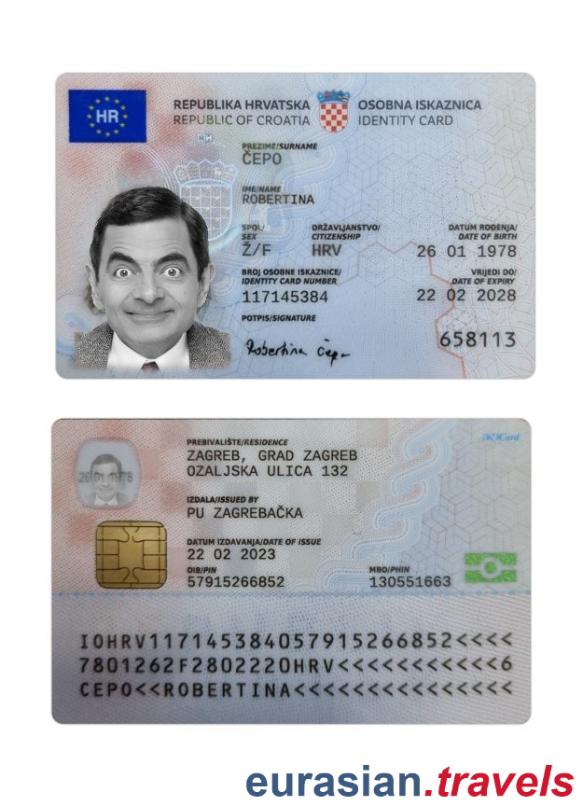 HR
REPUBLIKA HRVATSKA
REPUBLIC OF CROATIA
OSOBNA ISKAZNICA
IDENTITY CARD
PREZIME/SURNAME
ČEPO
IME/NAME
ROBERTINA
SPOL/
SEX
Ž/F
DRŽAVLJANSTVO/
CITIZENSHIP
HRV
DATUM ROĐENJA/
DATE OF BIRTH
26 01 1978
BROJ OSOBNE ISKAZNICE/
IDENTITY CARD NUMBER
117145384
VRIJEDI DO/
DATE OF EXPIRY
22 02 2028
POTPIS/SIGNATURE
Robertina Čepo
658113
PREBIVALIŠTE/RESIDENCE
ZAGREB, GRAD ZAGREB
OZALJSKA ULICA 132
IZDALA/ISSUED BY
PU ZAGREBAČKA
DATUM IZDAVANJA/DATE OF ISSUE
22 02 2023
OIB/PIN
57915266852
MBO/PHIN
130551663
IOHRV11714538405791526 6852<<<<
7801262F2802220HRV<<<<<<<<<<<6
CEPO<<ROBERTINA<<<<<<<<<<<<<<<
eurasian.travels